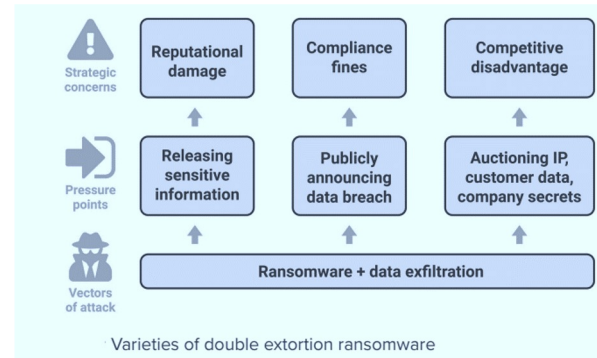 Strategic
concerns
Reputational
damage
Compliance
fines
Competitive
disadvantage
Pressure
points
Releasing
sensitive
information
Publicly
announcing
data breach
Auctioning IP,
customer data,
company secrets
Vectors
of attack
Ransomware + data exfiltration
Varieties of double extortion ransomware